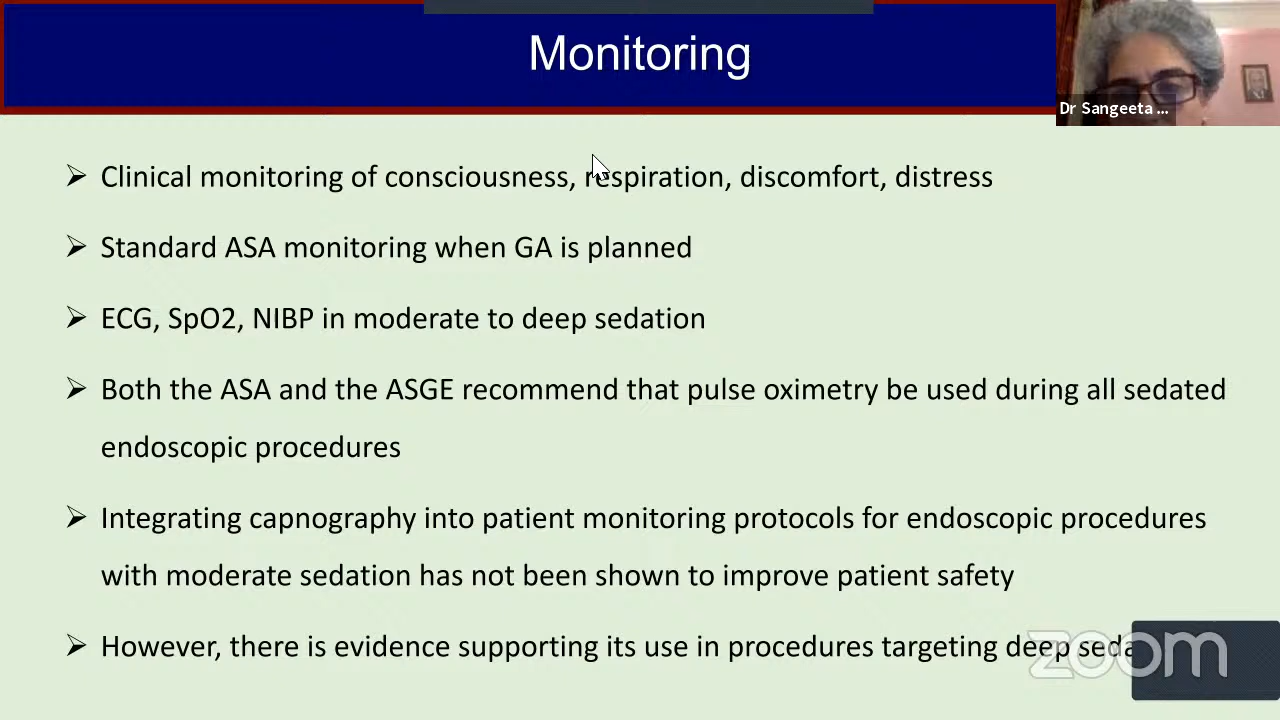 Monitoring
Dr Sangeeta ...
➢ Clinical monitoring of consciousness, respiration, discomfort, distress
➢ Standard ASA monitoring when GA is planned
➢ ECG, SpO2, NIBP in moderate to deep sedation
➢ Both the ASA and the ASGE recommend that pulse oximetry be used during all sedated
endoscopic procedures
➢ Integrating capnography into patient monitoring protocols for endoscopic procedures
with moderate sedation has not been shown to improve patient safety
➢ However, there is evidence supporting its use in procedures targeting deep
zoom